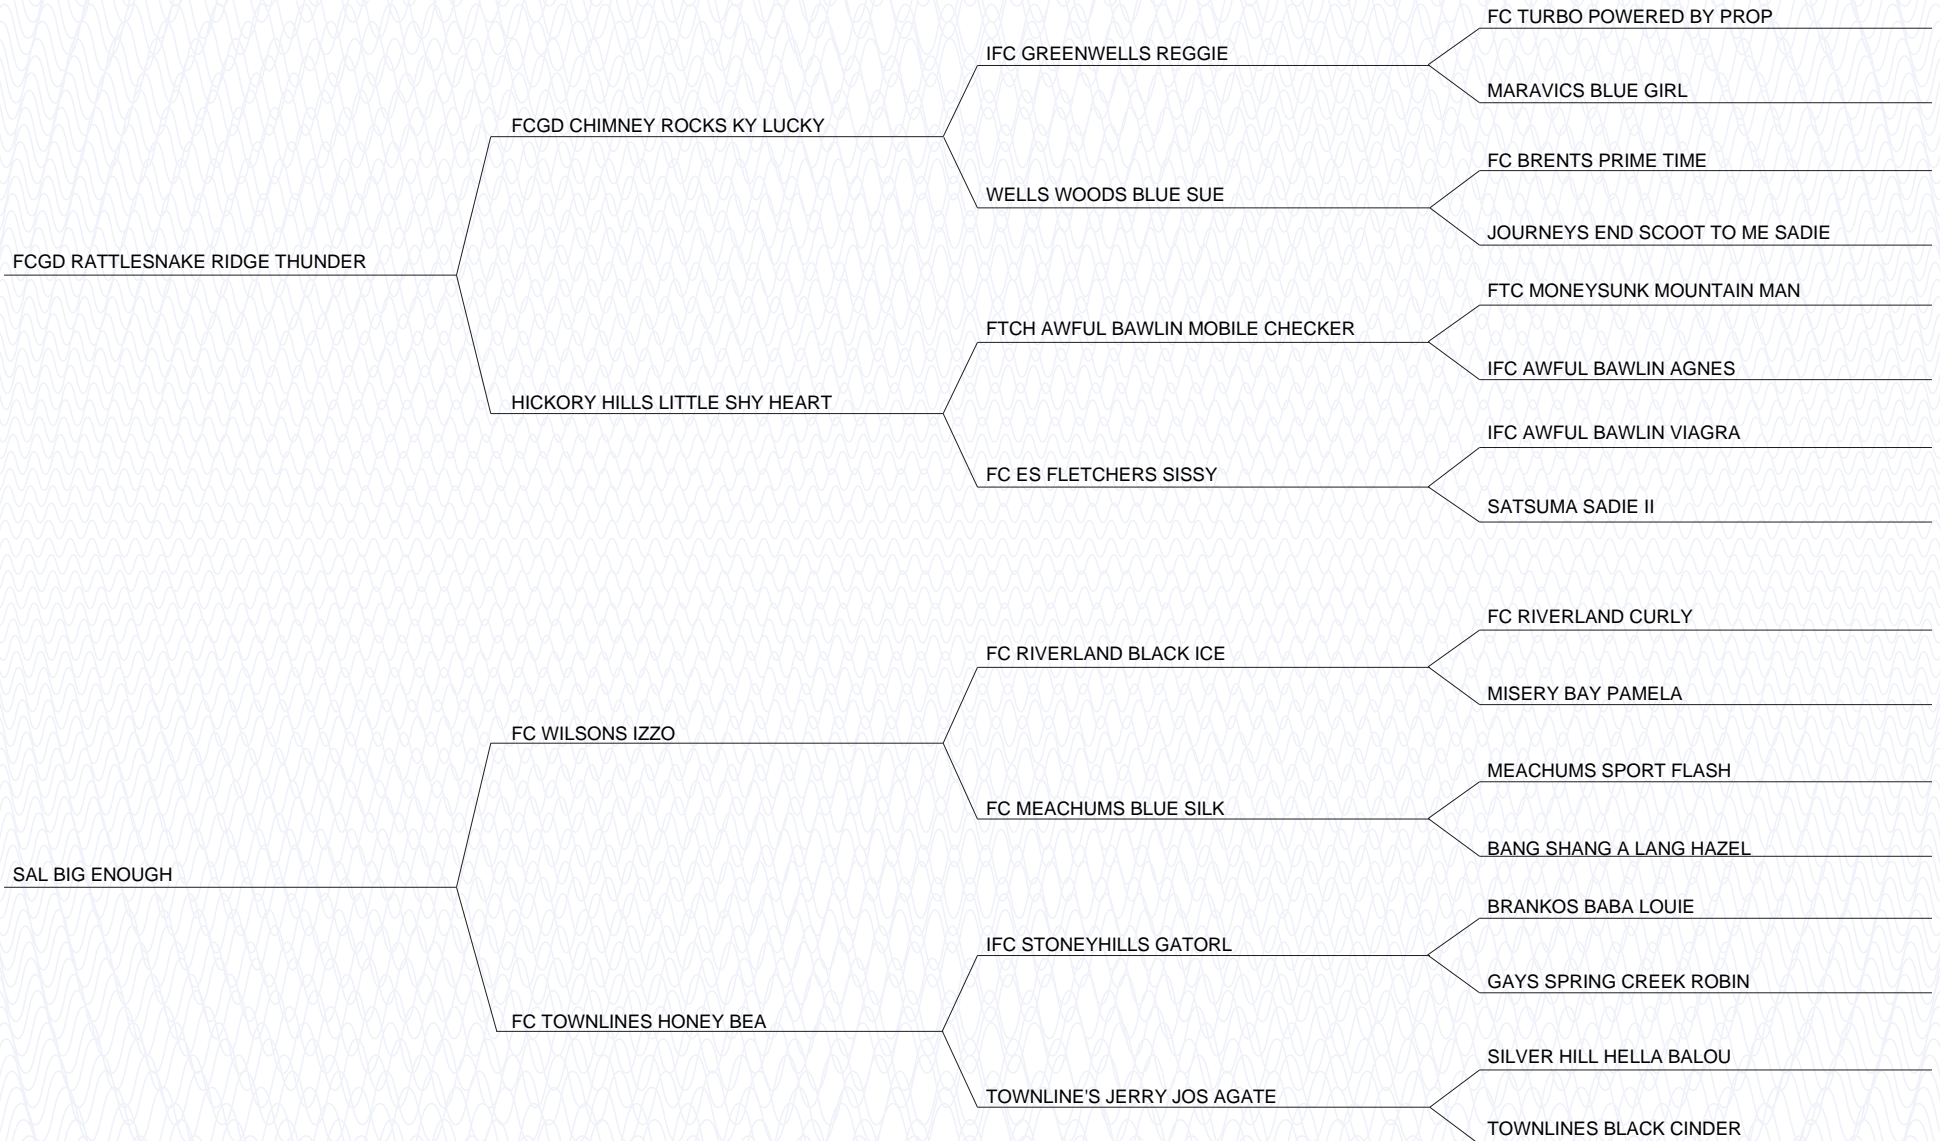 FC TURBO POWERED BY PROP
IFC GREENWELLS REGGIE
MARAVICS BLUE GIRL
FCGD CHIMNEY ROCKS KY LUCKY
FC BRENTS PRIME TIME
WELLS WOODS BLUE SUE
JOURNEYS END SCOOT TO ME SADIE
FCGD RATTLESNAKE RIDGE THUNDER
FTC MONEYSUNK MOUNTAIN MAN
FTCH AWFUL BAWLIN MOBILE CHECKER
IFC AWFUL BAWLIN AGNES
HICKORY HILLS LITTLE SHY HEART
IFC AWFUL BAWLIN VIAGRA
FC ES FLETCHERS SISSY
SATSUMA SADIE II
FC RIVERLAND CURLY
FC RIVERLAND BLACK ICE
MISERY BAY PAMELA
FC WILSONS IZZO
MEACHUMS SPORT FLASH
FC MEACHUMS BLUE SILK
BANG SHANG A LANG HAZEL
SAL BIG ENOUGH
BRANKOS BABA LOUIE
IFC STONEYHILLS GATORL
GAYS SPRING CREEK ROBIN
FC TOWNLINES HONEY BEA
SILVER HILL HELLA BALOU
TOWNLINE'S JERRY JOS AGATE
TOWNLINES BLACK CINDER